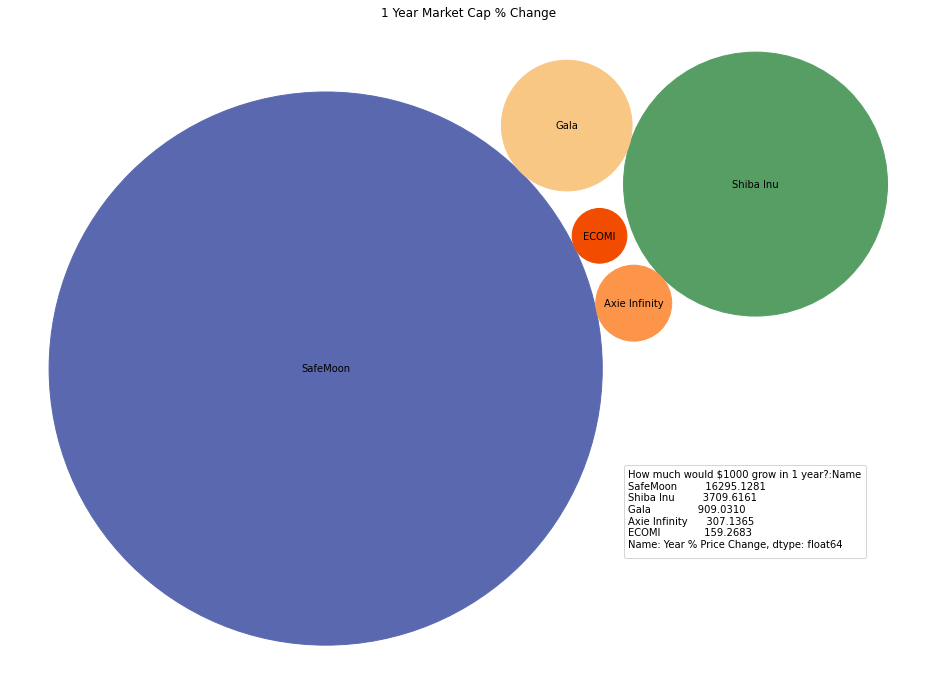 1 Year Market Cap % Change
Gala
Shiba Inu
ECOMI
Axie Infinity
SafeMoon
How much would $1000 grow in 1 year?:Name
SafeMoon 16295.1281
Shiba Inu 3709.6161
Gala 909.0310
Axie Infinity 307.1365
ECOMI 159.2683
Name: Year % Price Change, dtype: float64